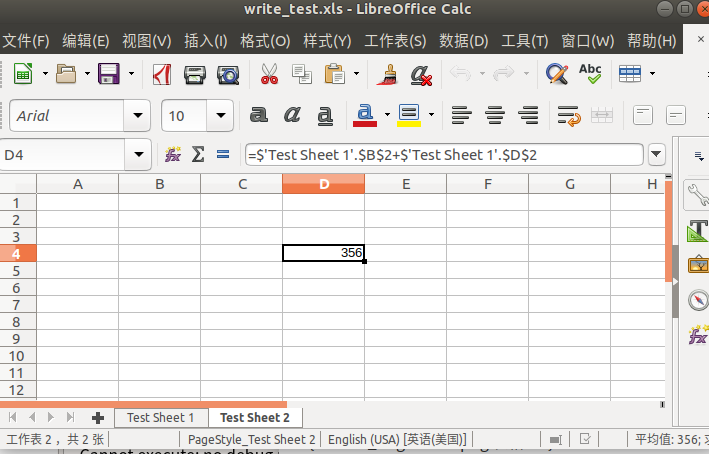 write_test.xls - LibreOffice Calc
文件(F) 编辑(E) 视图(V) 插入(I) 格式(O) 样式(Y) 工作表(S) 数据(D) 工具(T) 窗口(W) 帮助(H)
Abc
Arial 10
D4 =$'Test Sheet 1'.$B$2+$'Test Sheet 1'.$D$2
A B C D E F G H
1
2
3
4 356
5
6
7
8
9
10
11
12
Test Sheet 1 Test Sheet 2
工作表 2 ，共 2 张 PageStyle_Test Sheet 2 English (USA) [英语(美国)] 平均值: 356;
Cannot execute: no debug